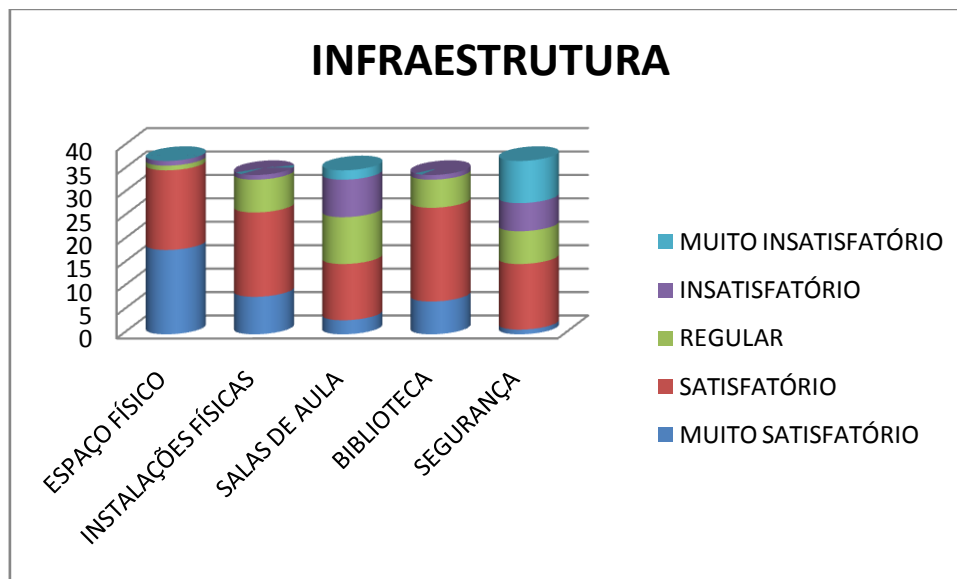 INFRAESTRUTURA
40
35
30
25
20
15
10
5
0
ESPAÇO FÍSICO
INSTALAÇÕES FÍSICAS
SALAS DE AULA
BIBLIOTECA
SEGURANÇA
MUITO INSATISFATÓRIO
INSATISFATÓRIO
REGULAR
SATISFATÓRIO
MUITO SATISFATÓRIO